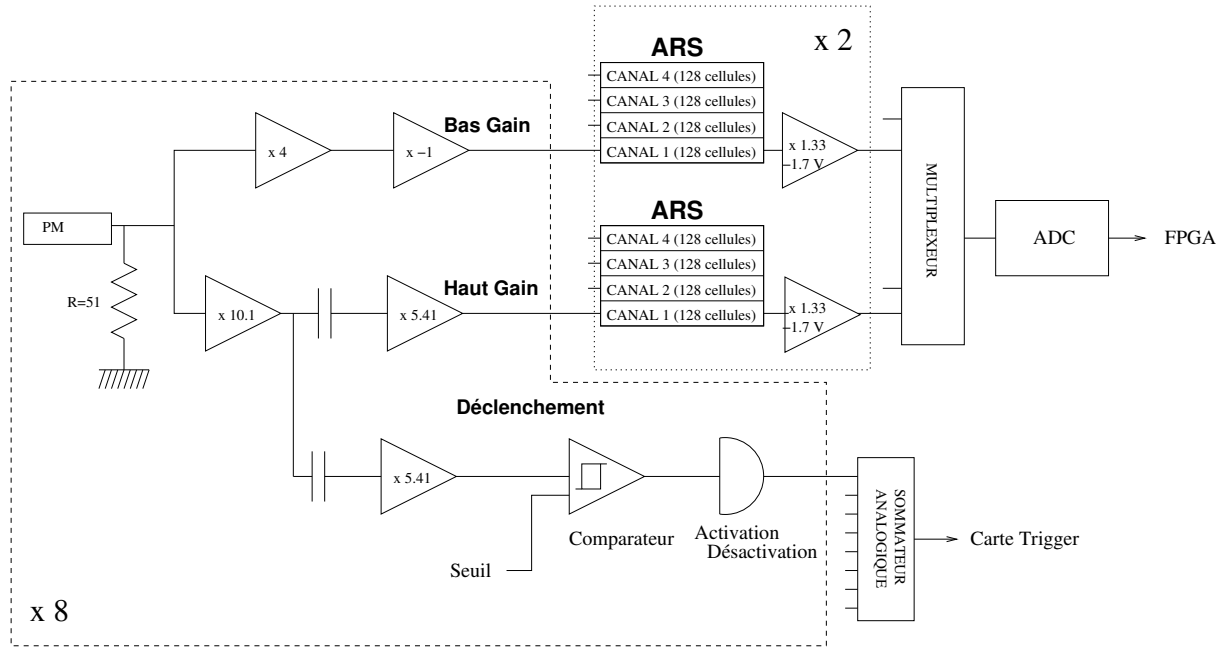 x 2
ARS
CANAL 4 (128 cellules)
CANAL 3 (128 cellules)
CANAL 2 (128 cellules)
CANAL 1 (128 cellules)
Bas Gain
x 4
x −1
x 1.33
−1.7 V
MULTIPLEXEUR
PM
R=51
ARS
CANAL 4 (128 cellules)
CANAL 3 (128 cellules)
CANAL 2 (128 cellules)
CANAL 1 (128 cellules)
Haut Gain
x 10.1
x 5.41
x 1.33
−1.7 V
ADC
FPGA
Déclenchement
x 5.41
Comparateur
Activation
Désactivation
Seuil
SOMMATEUR
ANALOGIQUE
Carte Trigger
x 8